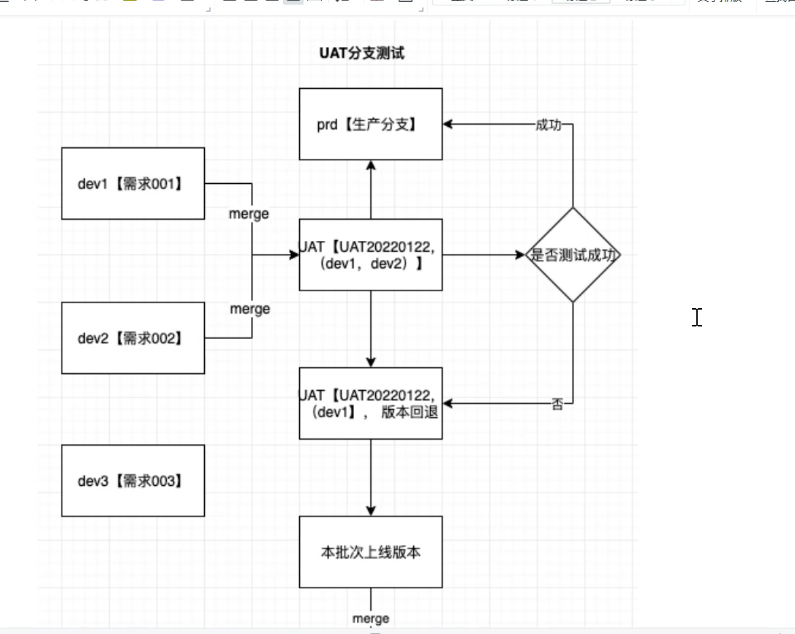 UAT分支测试
prd【生产分支】
成功
dev1【需求001】
merge
UAT【UAT20220122,
（dev1，dev2）】
是否测试成功
merge
dev2【需求002】
UAT【UAT20220122,
（dev1】， 版本回退
否
dev3【需求003】
本批次上线版本
merge